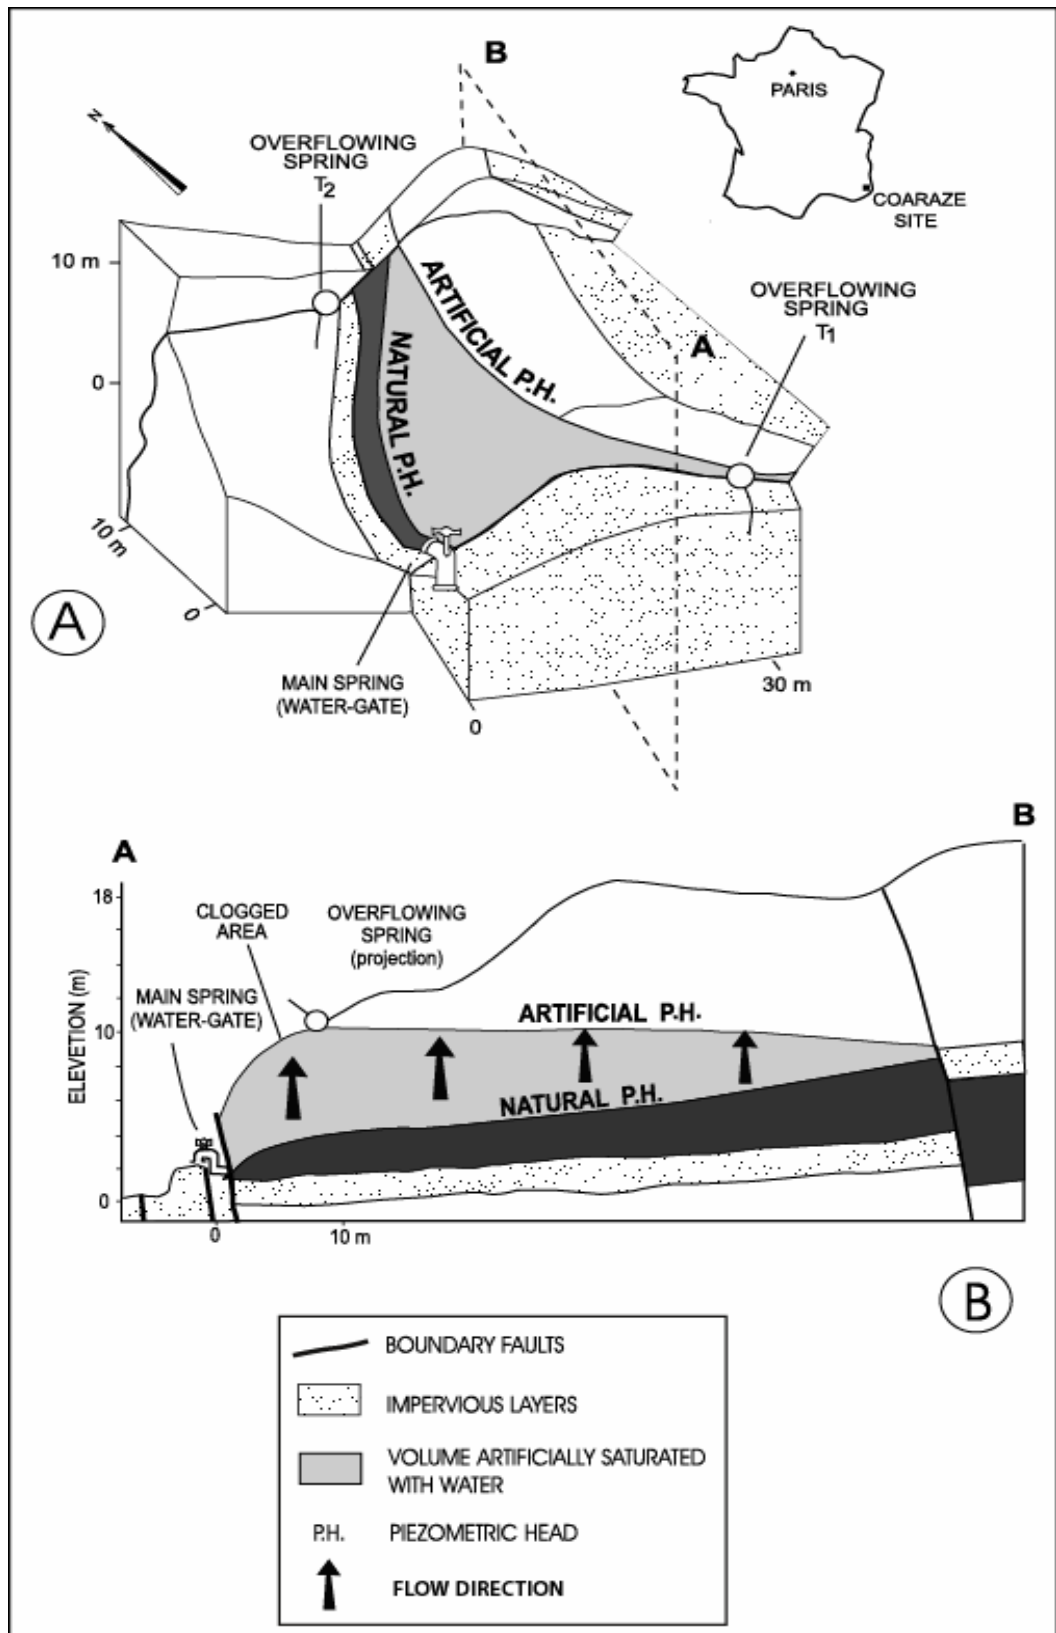 B
N
OVERFLOWING
SPRING
T2
PARIS
COARAZE
SITE
10 m
0
10 m
0
NATURAL P.H.
ARTIFICIAL P.H.
A
OVERFLOWING
SPRING
T1
A
MAIN SPRING
(WATER-GATE)
0
30 m
A
B
18
10
0
ELEVETION (m)
CLOGGED
AREA
OVERFLOWING
SPRING
(projection)
MAIN SPRING
(WATER-GATE)
ARTIFICIAL P.H.
NATURAL P.H.
0
10 m
B
BOUNDARY FAULTS
IMPERVIOUS LAYERS
VOLUME ARTIFICIALLY SATURATED
WITH WATER
P.H.
PIEZOMETRIC HEAD
FLOW DIRECTION